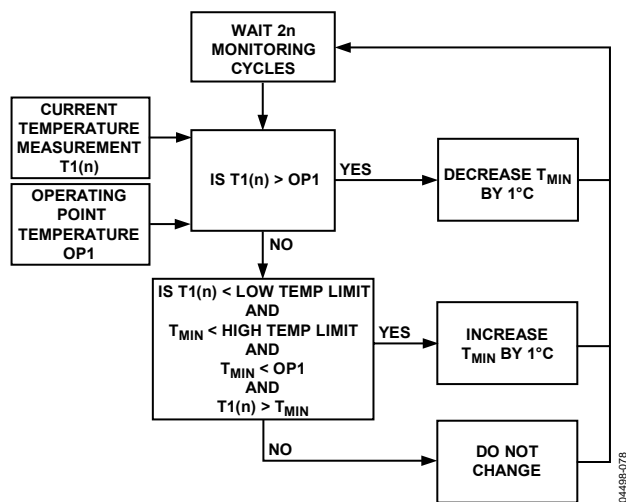 WAIT 2n
MONITORING
CYCLES
CURRENT
TEMPERATURE
MEASUREMENT
T1(n)
IS T1(n) > OP1
YES
DECREASE TMIN
BY 1°C
OPERATING
POINT
TEMPERATURE
OP1
NO
IS T1(n) < LOW TEMP LIMIT
AND
TMIN < HIGH TEMP LIMIT
AND
TMIN < OP1
AND
T1(n) > TMIN
YES
INCREASE
TMIN BY 1°C
NO
DO NOT
CHANGE
04498-078